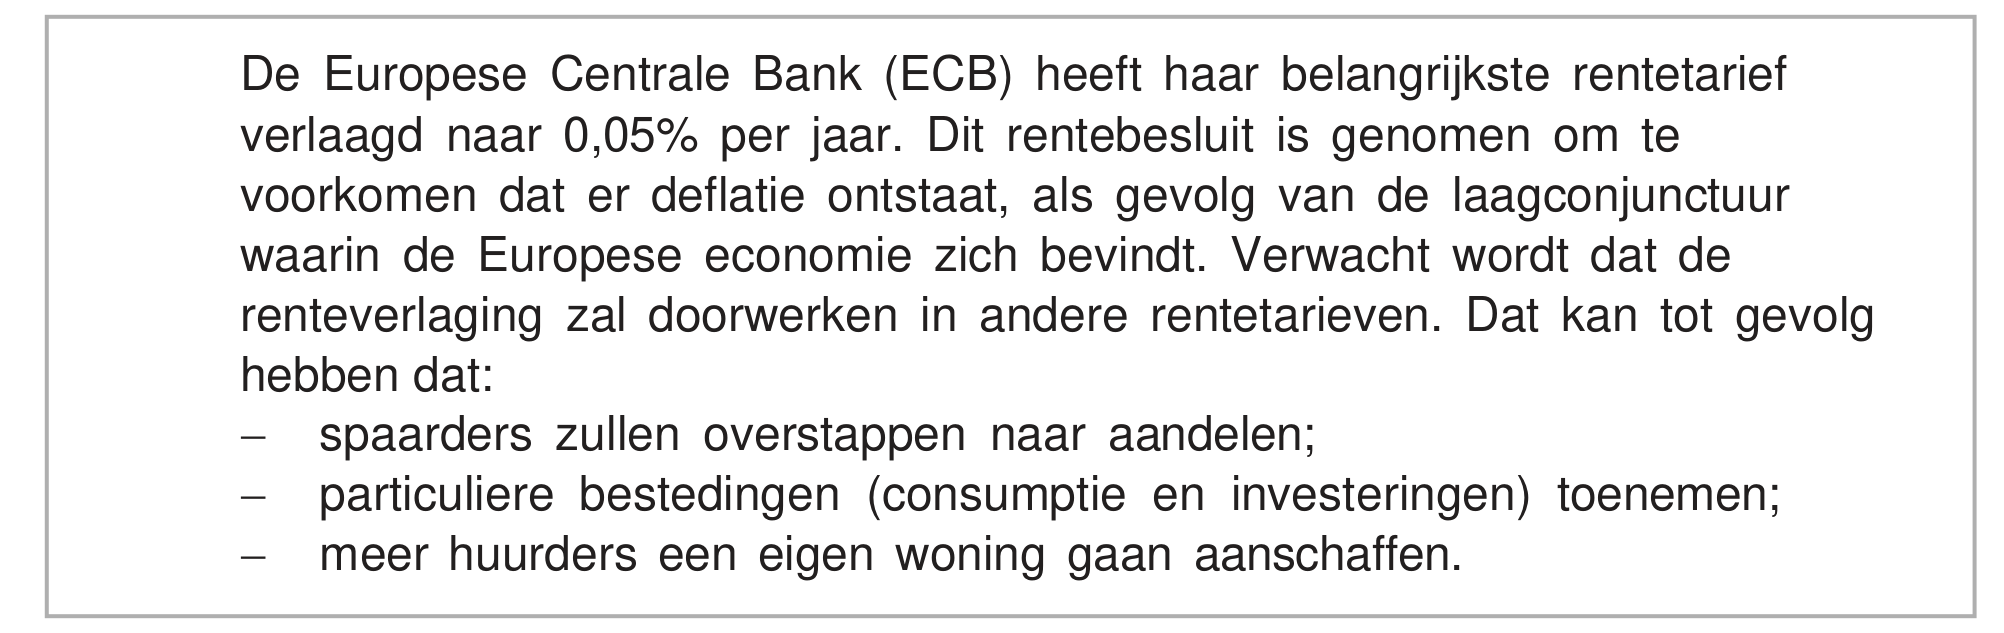 De Europese Centrale Bank (ECB) heeft haar belangrijkste rentetarief
verlaagd naar 0,05% per jaar. Dit rentebesluit is genomen om te
voorkomen dat er deflatie ontstaat, als gevolg van de laagconjunctuur
waarin de Europese economie zich bevindt. Verwacht wordt dat de
renteverlaging zal doorwerken in andere rentetarieven. Dat kan tot gevolg
hebben dat:
– spaarders zullen overstappen naar aandelen;
– particuliere bestedingen (consumptie en investeringen) toenemen;
– meer huurders een eigen woning gaan aanschaffen.